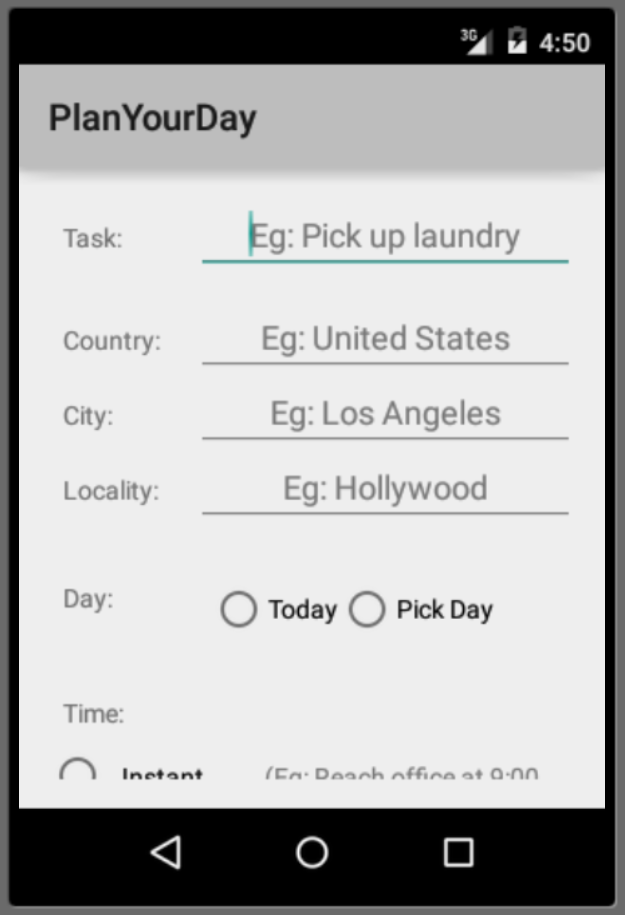 3G 4:50
PlanYourDay
Task: Eg: Pick up laundry
Country: Eg: United States
City: Eg: Los Angeles
Locality: Eg: Hollywood
Day: Today Pick Day
Time:
Instant (Eg: Reach office at 9:00